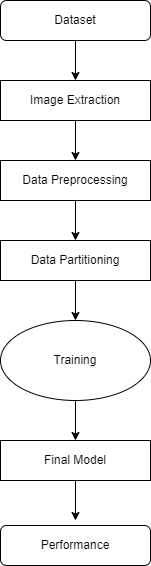 Dataset
Image Extraction
Data Preprocessing
Data Partitioning
Training
Final Model
Performance